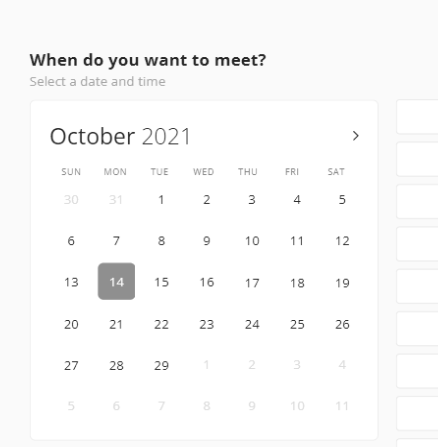 When do you want to meet?
Select a date and time
October 2021
SUN MON TUE WED THU FRI SAT
30 31 1 2 3 4 5
6 7 8 9 10 11 12
13 14 15 16 17 18 19
20 21 22 23 24 25 26
27 28 29 1 2 3 4
5 6 7 8 9 10 11